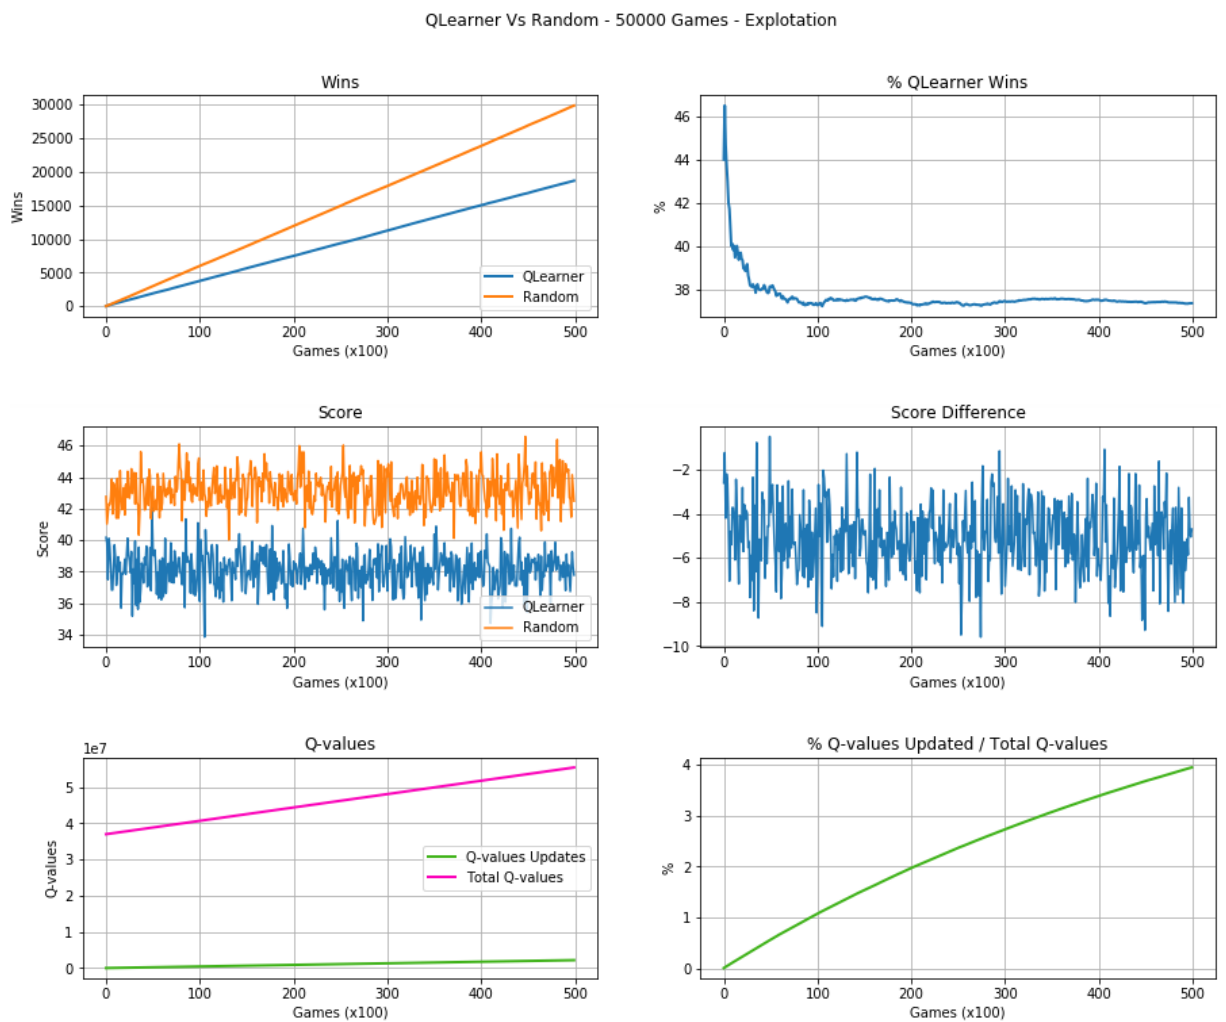 QLearner Vs Random - 50000 Games - Explotation
Wins
30000
25000
20000
15000
10000
5000
0
Wins
QLearner
Random
0 100 200 300 400 500
Games (x100)
% QLearner Wins
46
44
42
40
38
%
0 100 200 300 400 500
Games (x100)
Score
46
44
42
40
38
36
34
Score
QLearner
Random
0 100 200 300 400 500
Games (x100)
Score Difference
−2
−4
−6
−8
−10
0 100 200 300 400 500
Games (x100)
Q-values
1e7
5
4
3
2
1
0
Q-values
Q-values Updates
Total Q-values
0 100 200 300 400 500
Games (x100)
% Q-values Updated / Total Q-values
4
3
2
1
0
%
0 100 200 300 400 500
Games (x100)